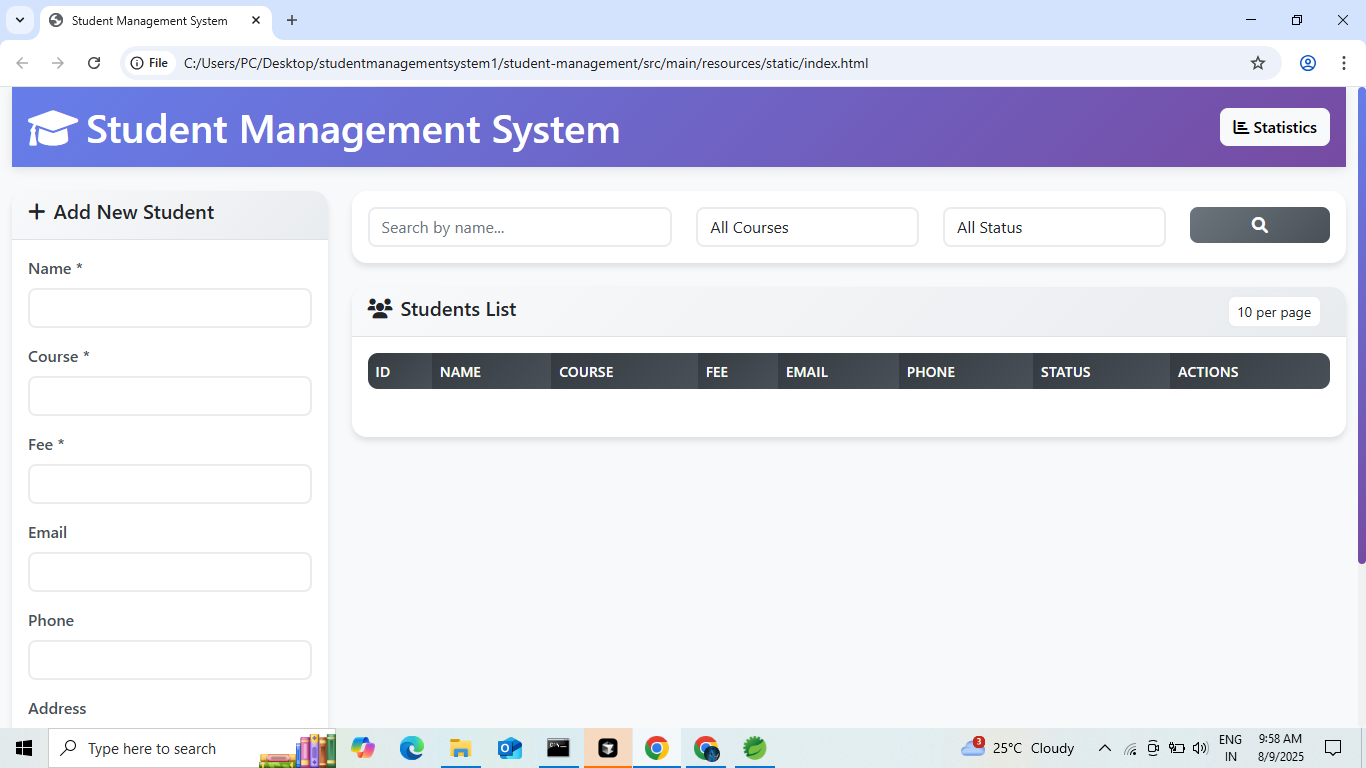 Student Management System
File
C:/Users/PC/Desktop/studentmanagementsystem1/student-management/src/main/resources/static/index.html
Student Management System
Statistics
Add New Student
Name *
Course *
Fee *
Email
Phone
Address
Search by name...
All Courses
All Status
Students List
10 per page
ID NAME COURSE FEE EMAIL PHONE STATUS ACTIONS
Type here to search
3
25°C Cloudy
ENG
IN
9:58 AM
8/9/2025